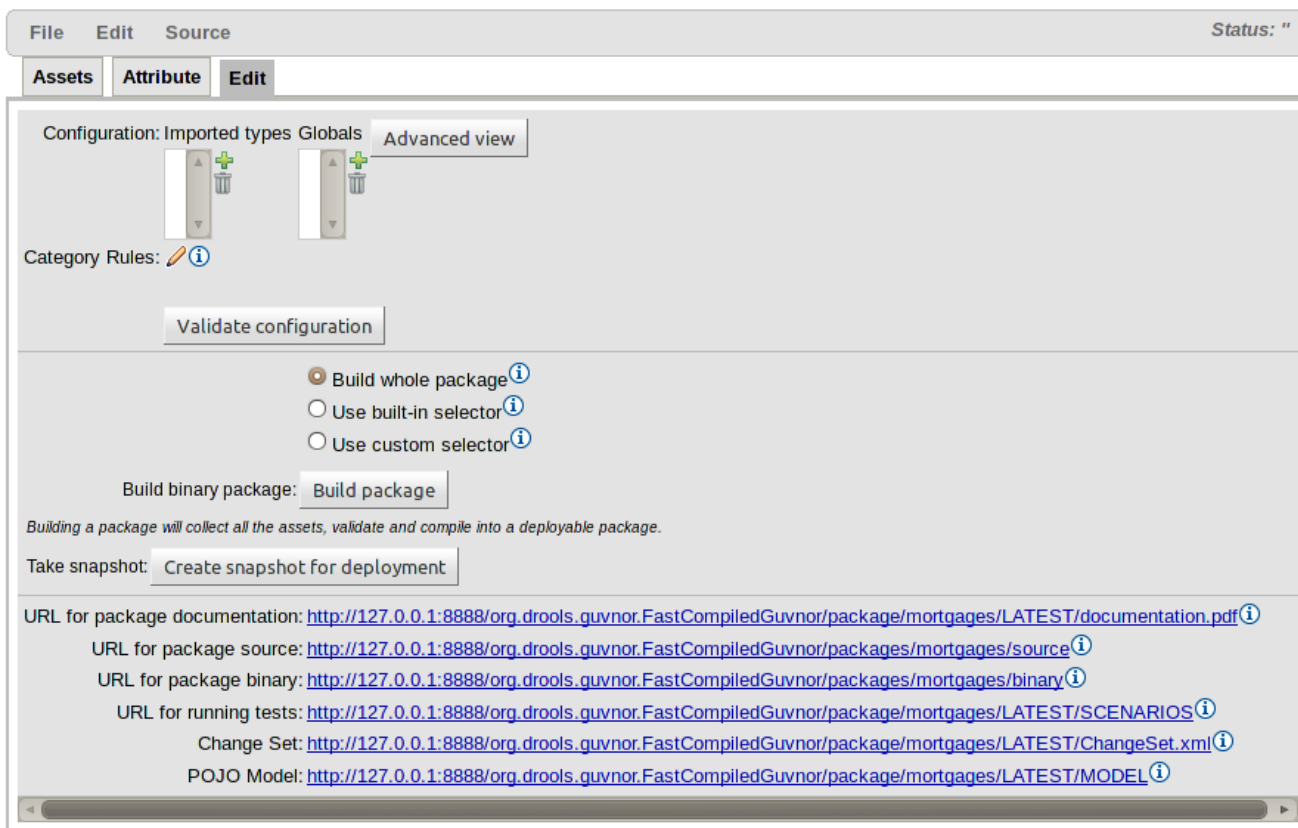 File Edit Source Status: "
Assets Attribute Edit
Configuration: Imported types Globals Advanced view
Category Rules:
Validate configuration
Build whole package
Use built-in selector
Use custom selector
Build binary package: Build package
Building a package will collect all the assets, validate and compile into a deployable package.
Take snapshot: Create snapshot for deployment
URL for package documentation: http://127.0.0.1:8888/org.drools.guvnor.FastCompiledGuvnor/package/mortgages/LATEST/documentation.pdf
URL for package source: http://127.0.0.1:8888/org.drools.guvnor.FastCompiledGuvnor/packages/mortgages/source
URL for package binary: http://127.0.0.1:8888/org.drools.guvnor.FastCompiledGuvnor/packages/mortgages/binary
URL for running tests: http://127.0.0.1:8888/org.drools.guvnor.FastCompiledGuvnor/package/mortgages/LATEST/SCENARIOS
Change Set: http://127.0.0.1:8888/org.drools.guvnor.FastCompiledGuvnor/package/mortgages/LATEST/ChangeSet.xml
POJO Model: http://127.0.0.1:8888/org.drools.guvnor.FastCompiledGuvnor/package/mortgages/LATEST/MODEL